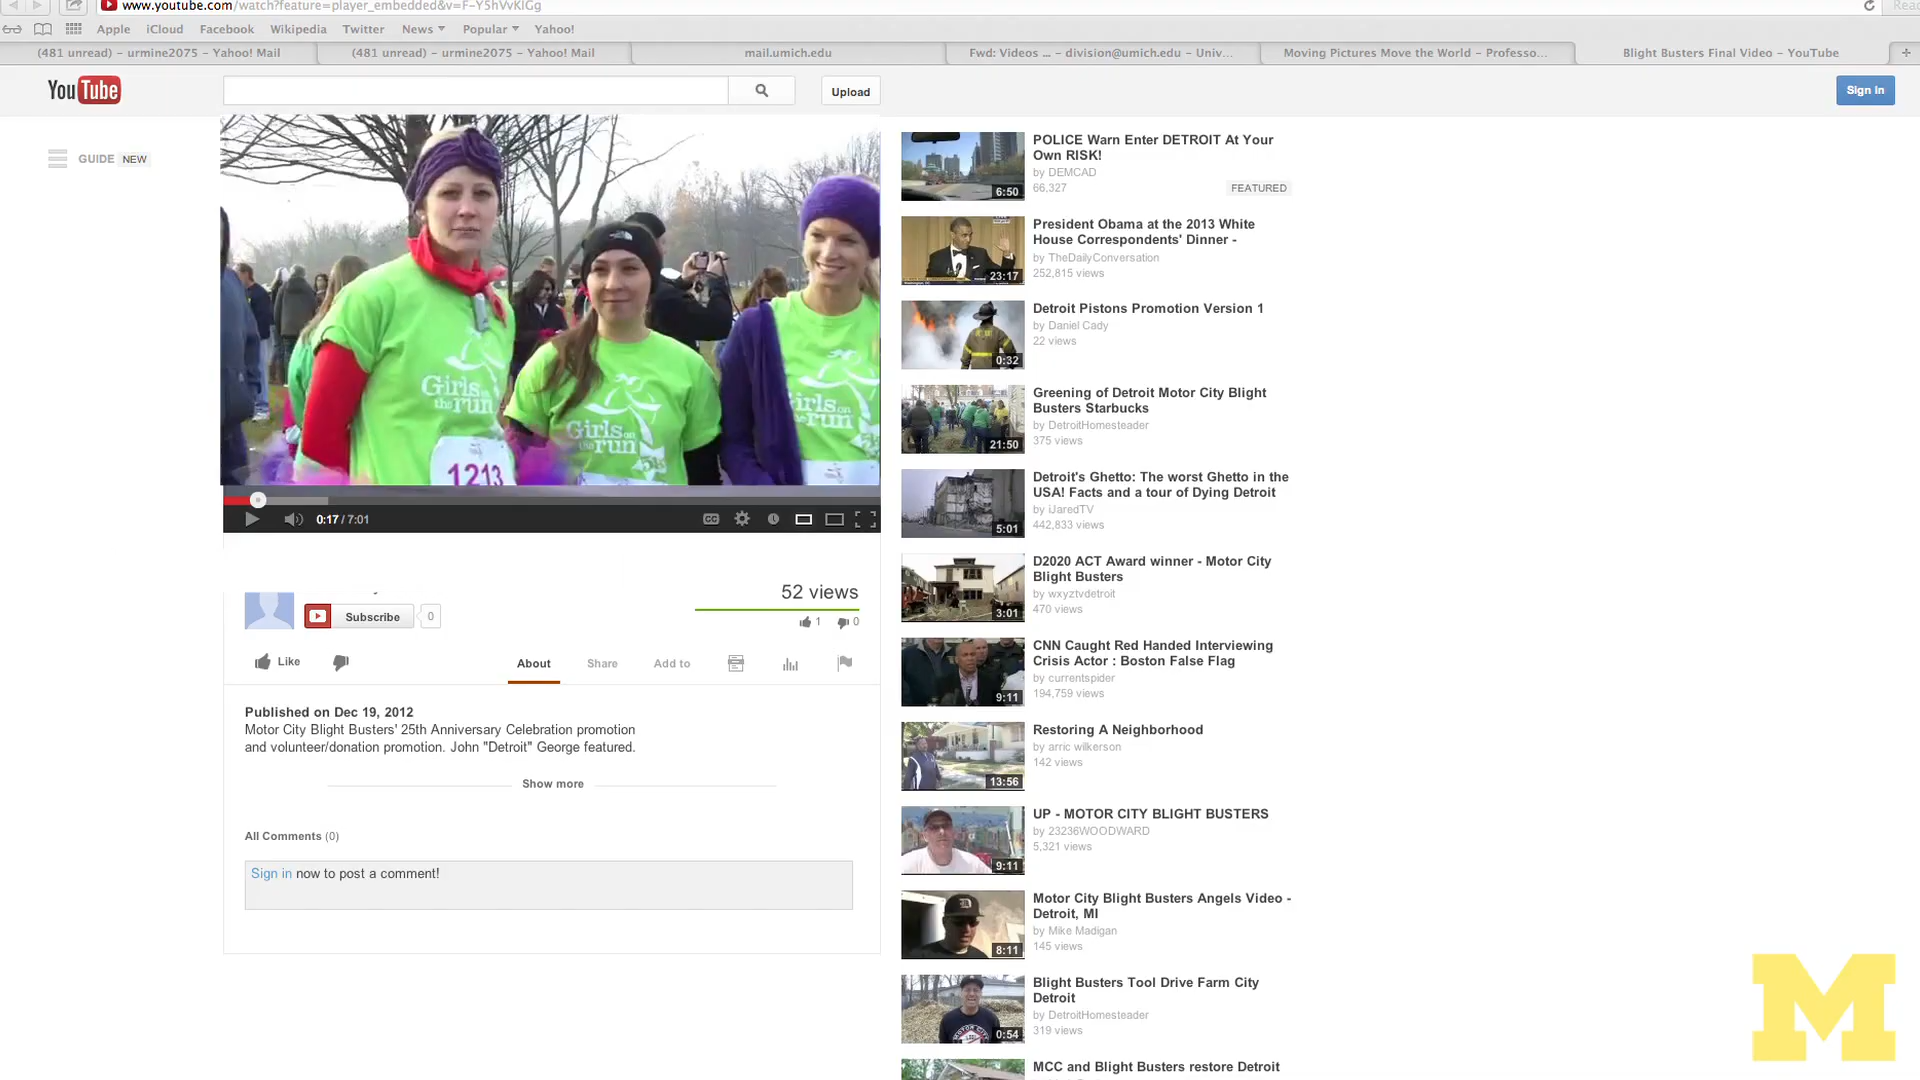 www.youtube.com/watch?feature=player_embedded&v=F-Y5hVvKIGg
Apple iCloud Facebook Wikipedia Twitter News Popular Yahoo!
(481 unread) - urmine2075 - Yahoo! Mail (481 unread) - urmine2075 - Yahoo! Mail mail.umich.edu Fwd: Videos ... - division@umich.edu - Univ... Moving Pictures Move the World - Professo... Blight Busters Final Video - YouTube
YouTube Upload Sign In
GUIDE NEW
Girls on the run
1213
Girls on the run
Girls on the run
0:17 / 7:01
CC
52 views
Subscribe 0
1 0
Like
About Share Add to
Published on Dec 19, 2012
Motor City Blight Busters' 25th Anniversary Celebration promotion
and volunteer/donation promotion. John "Detroit" George featured.
Show more
All Comments (0)
Sign in now to post a comment!
POLICE Warn Enter DETROIT At Your
Own RISK!
by DEMCAD
66,327 FEATURED
6:50
President Obama at the 2013 White
House Correspondents' Dinner -
by TheDailyConversation
252,815 views
23:17
Detroit Pistons Promotion Version 1
by Daniel Cady
22 views
0:32
Greening of Detroit Motor City Blight
Busters Starbucks
by DetroitHomesteader
375 views
21:50
Detroit's Ghetto: The worst Ghetto in the
USA! Facts and a tour of Dying Detroit
by iJaredTV
442,833 views
5:01
D2020 ACT Award winner - Motor City
Blight Busters
by wxyztvdetroit
470 views
3:01
CNN Caught Red Handed Interviewing
Crisis Actor : Boston False Flag
by currentspider
194,759 views
9:11
Restoring A Neighborhood
by arric wilkerson
142 views
13:56
UP - MOTOR CITY BLIGHT BUSTERS
by 23236WOODWARD
5,321 views
9:11
Motor City Blight Busters Angels Video -
Detroit, MI
by Mike Madigan
145 views
8:11
Blight Busters Tool Drive Farm City
Detroit
by DetroitHomesteader
319 views
0:54
MCC and Blight Busters restore Detroit
M